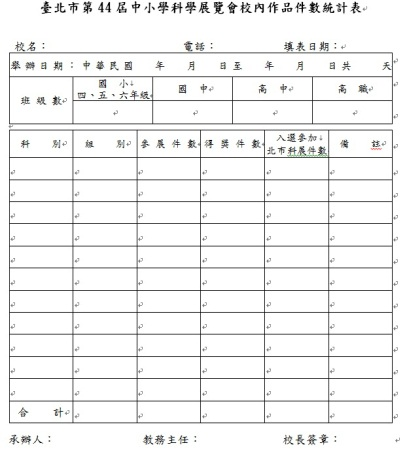 臺北市第44屆中小學科學展覽會校內作品件數統計表
校名： 電話： 填表日期：
舉辦日期：中華民國 年 月 日至 年 月 日共 天
班級數 國小 國中 高中 高職
四、五、六年級
科別 組別 參展件數 得獎件數 入選參加 備註
北市科展件數
合計
承辦人： 教務主任： 校長簽章：